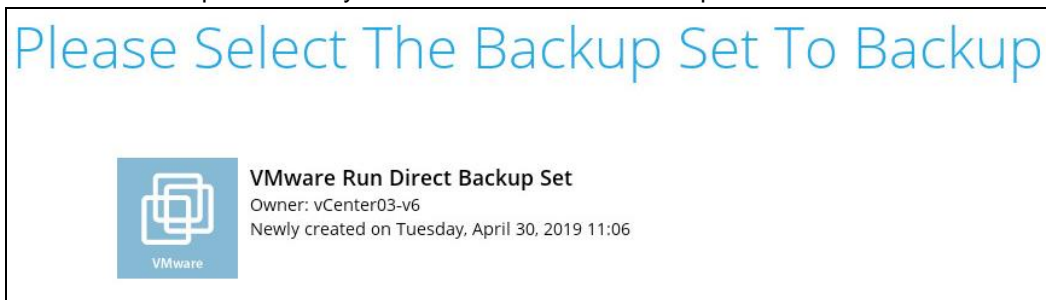 Please Select The Backup Set To Backup
VMware Run Direct Backup Set
Owner: vCenter03-v6
Newly created on Tuesday, April 30, 2019 11:06
VMware